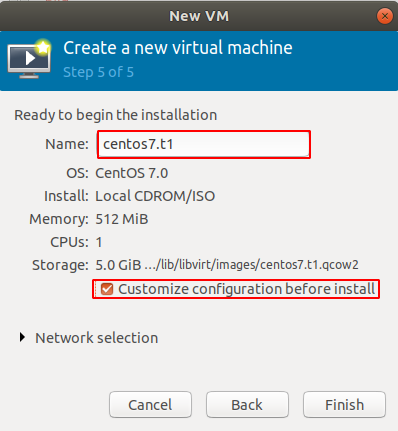 New VM
Create a new virtual machine
Step 5 of 5
Ready to begin the installation
Name: centos7.t1
OS: CentOS 7.0
Install: Local CDROM/ISO
Memory: 512 MiB
CPUs: 1
Storage: 5.0 GiB .../lib/libvirt/images/centos7.t1.qcow2
Customize configuration before install
Network selection
Cancel Back Finish